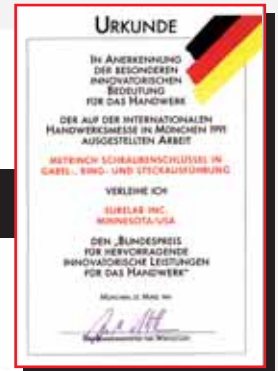 URKUNDE
IN ANERKENNUNG
DER BESONDEREN
INNOVATORISCHEN
BEDEUTUNG
FÜR DAS HANDWERK
DER AUF DER INTERNATIONALEN
HANDWERKSMESSE IN MÜNCHEN 1991
AUSGESTELLTEN ARBEIT
METRINCH SCHRAUBENSCHLÜSSEL IN
GABEL-, RING- UND STECKAUSFÜHRUNG
VERLEIHE ICH
EURELAB INC.
MINNESOTA/USA
DEN „BUNDESPREIS
FÜR HERVORRAGENDE
INNOVATORISCHE LEISTUNGEN
FÜR DAS HANDWERK"
MÜNCHEN,